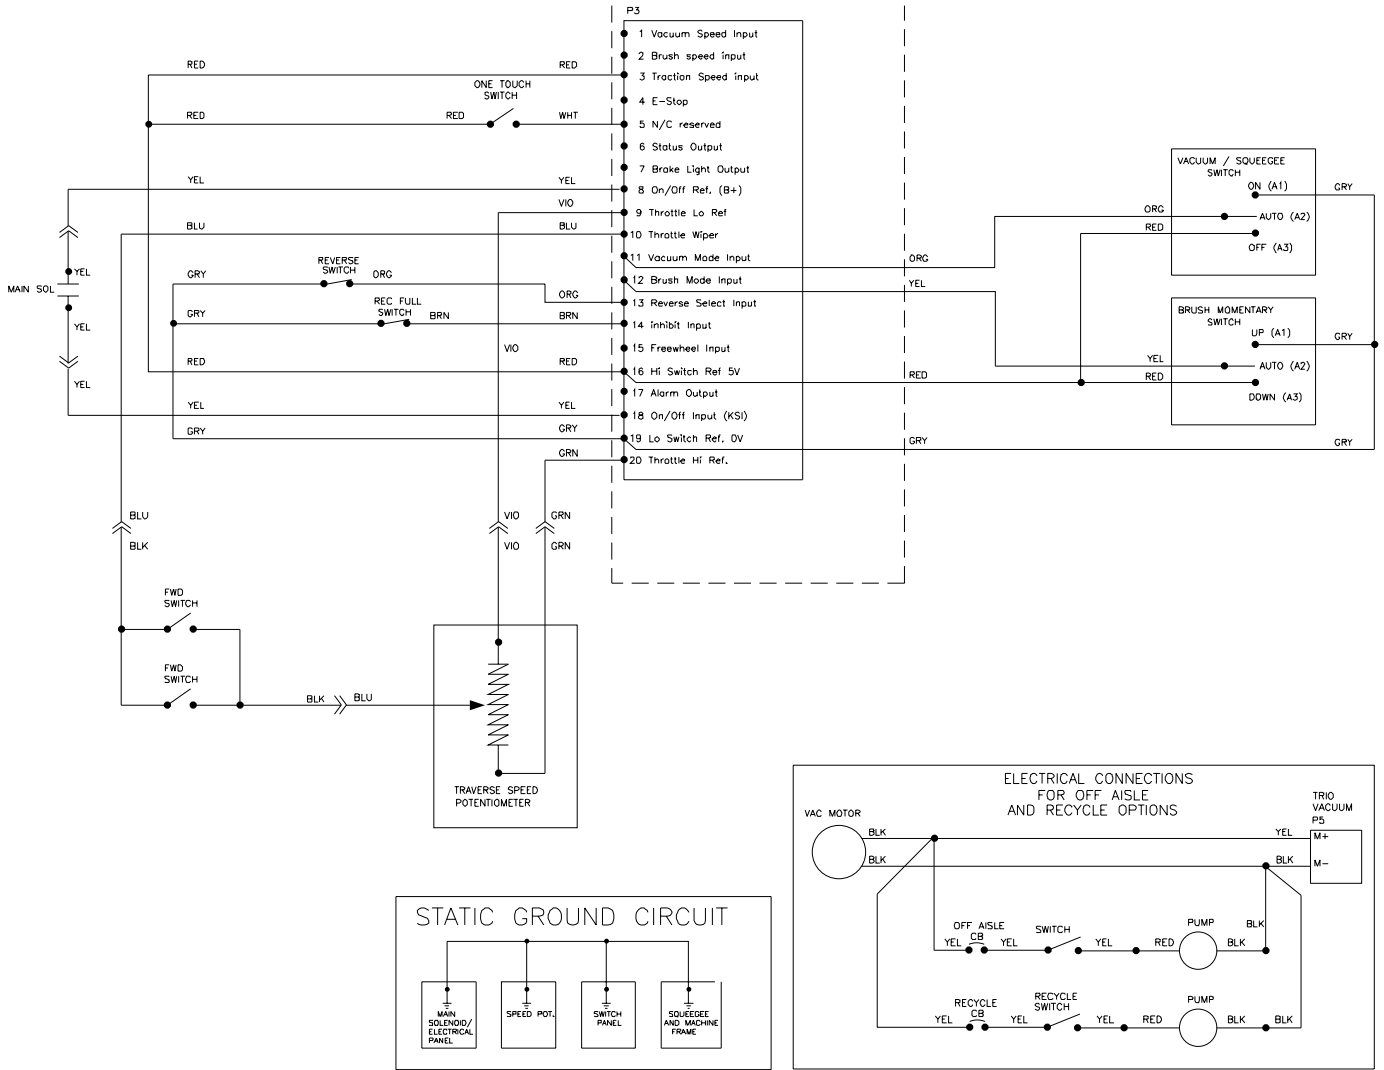 P3
1 Vacuum Speed Input
2 Brush speed input
3 Traction Speed input
4 E-Stop
5 N/C reserved
6 Status Output
7 Brake Light Output
8 On/Off Ref. (B+)
9 Throttle Lo Ref
10 Throttle Wiper
11 Vacuum Mode Input
12 Brush Mode Input
13 Reverse Select Input
14 inhibit Input
15 Freewheel Input
16 Hi Switch Ref 5V
17 Alarm Output
18 On/Off Input (KSI)
19 Lo Switch Ref. 0V
20 Throttle Hi Ref.
RED
RED
ONE TOUCH
SWITCH
RED
RED
WHT
YEL
YEL
VIO
BLU
BLU
YEL
MAIN SOL
YEL
YEL
REVERSE
SWITCH
GRY
ORG
ORG
REC FULL
SWITCH
GRY
BRN
BRN
VIO
RED
RED
YEL
YEL
GRY
GRY
GRN
BLU
BLK
VIO
VIO
GRN
GRN
FWD
SWITCH
FWD
SWITCH
BLK
BLU
TRAVERSE SPEED
POTENTIOMETER
ORG
YEL
RED
GRY
VACUUM / SQUEEGEE
SWITCH
ON (A1)
GRY
ORG
AUTO (A2)
RED
OFF (A3)
BRUSH MOMENTARY
SWITCH
UP (A1)
GRY
YEL
AUTO (A2)
RED
DOWN (A3)
GRY
STATIC GROUND CIRCUIT
MAIN
SOLENOID/
ELECTRICAL
PANEL
SPEED POT.
SWITCH
PANEL
SQUEEGEE
AND MACHINE
FRAME
ELECTRICAL CONNECTIONS
FOR OFF AISLE
AND RECYCLE OPTIONS
VAC MOTOR
TRIO
VACUUM
P5
BLK
YEL
M+
BLK
BLK
M-
OFF AISLE
CB
SWITCH
PUMP
BLK
YEL
YEL
YEL
RED
BLK
RECYCLE
CB
RECYCLE
SWITCH
PUMP
YEL
YEL
YEL
RED
BLK
BLK